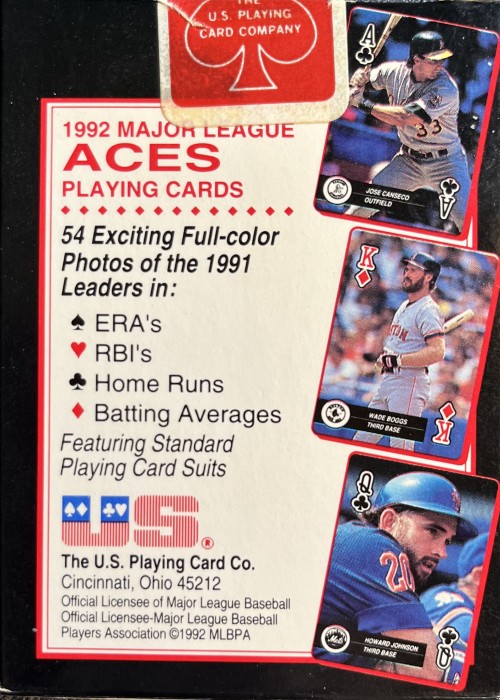 THE
U.S. PLAYING
CARD COMPANY
1992 MAJOR LEAGUE
ACES
PLAYING CARDS
54 Exciting Full-color
Photos of the 1991
Leaders in:
♠ ERA's
♥ RBI's
♣ Home Runs
♦ Batting Averages
Featuring Standard
Playing Card Suits
US®
The U.S. Playing Card Co.
Cincinnati, Ohio 45212
Official Licensee of Major League Baseball
Official Licensee-Major League Baseball
Players Association ©1992 MLBPA
A
33
JOSE CANSECO
OUTFIELD
A
K
WADE BOGGS
THIRD BASE
K
Q
20
HOWARD JOHNSON
THIRD BASE
Q